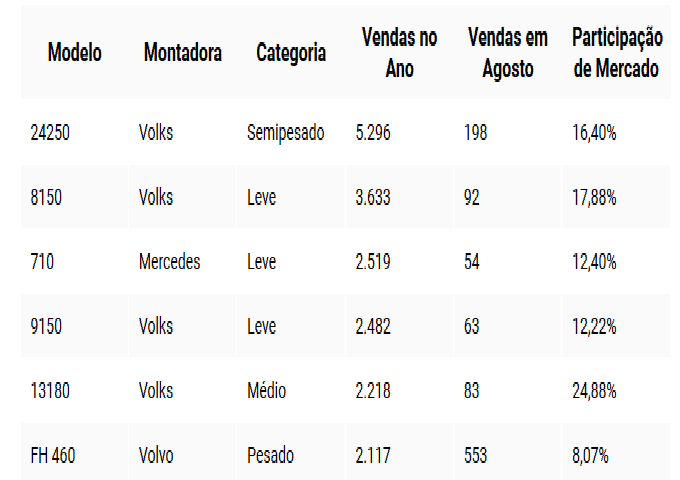 Modelo Montadora Categoria Vendas no Ano Vendas em Agosto Participação de Mercado
24250 Volks Semipesado 5.296 198 16,40%
8150 Volks Leve 3.633 92 17,88%
710 Mercedes Leve 2.519 54 12,40%
9150 Volks Leve 2.482 63 12,22%
13180 Volks Médio 2.218 83 24,88%
FH 460 Volvo Pesado 2.117 553 8,07%